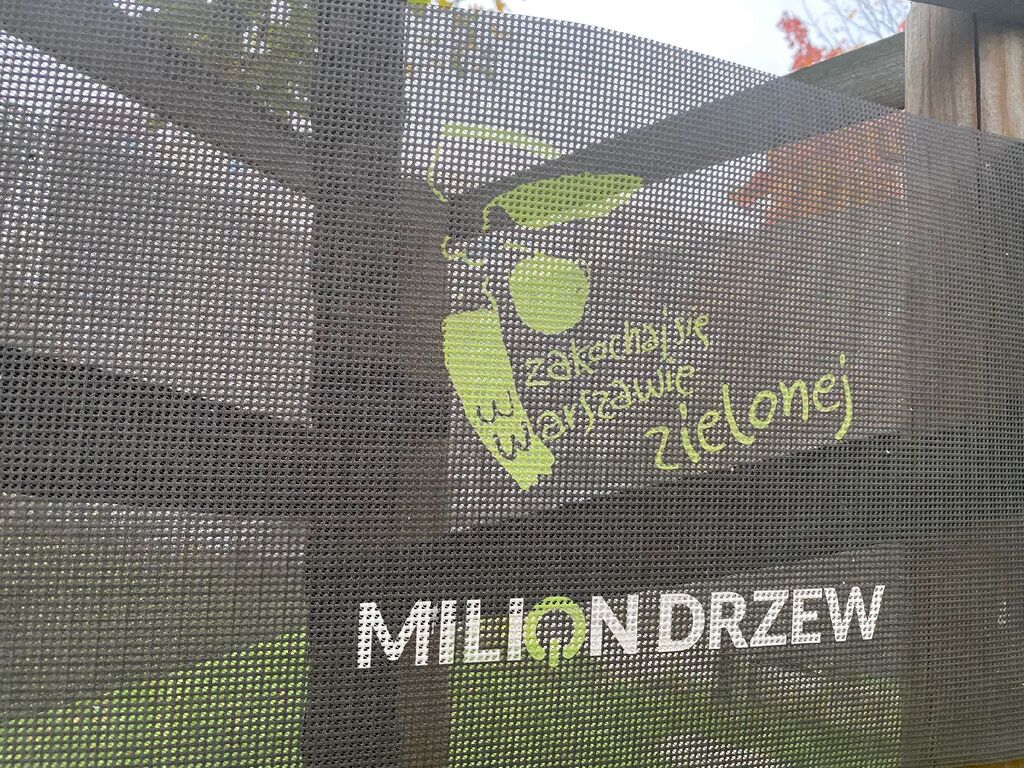 zakochaj się
w warszawie
zielonej
MILION DRZEW